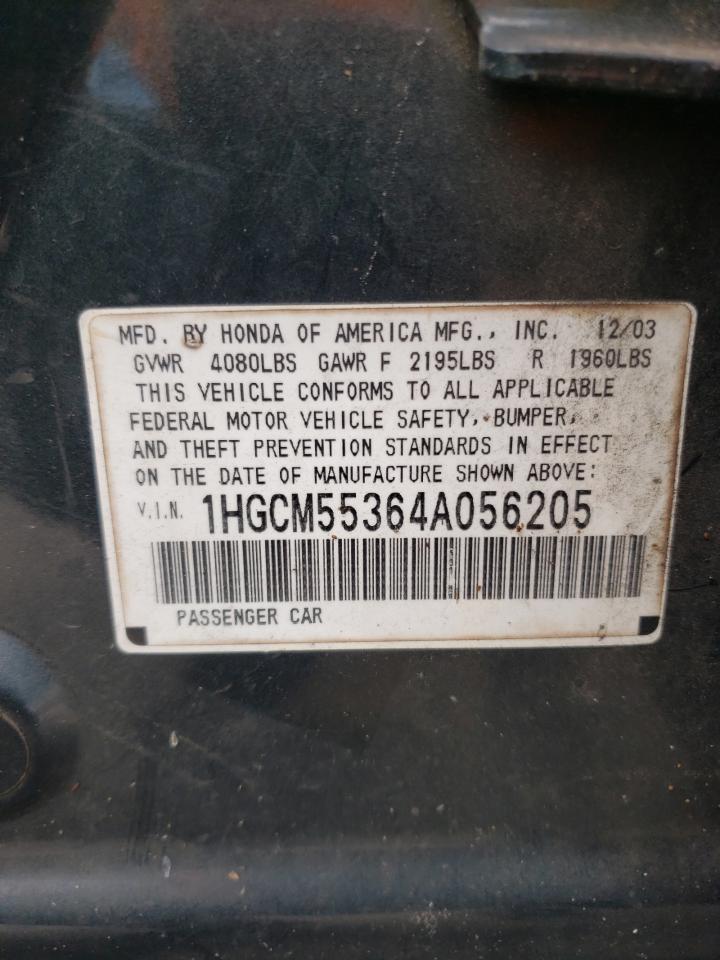 MFD. BY HONDA OF AMERICA MFG., INC. 12/03
GVWR 4080LBS GAWR F 2195LBS R 1960LBS
THIS VEHICLE CONFORMS TO ALL APPLICABLE
FEDERAL MOTOR VEHICLE SAFETY, BUMPER,
AND THEFT PREVENTION STANDARDS IN EFFECT
ON THE DATE OF MANUFACTURE SHOWN ABOVE:
V.I.N. 1HGCM55364A056205
PASSENGER CAR